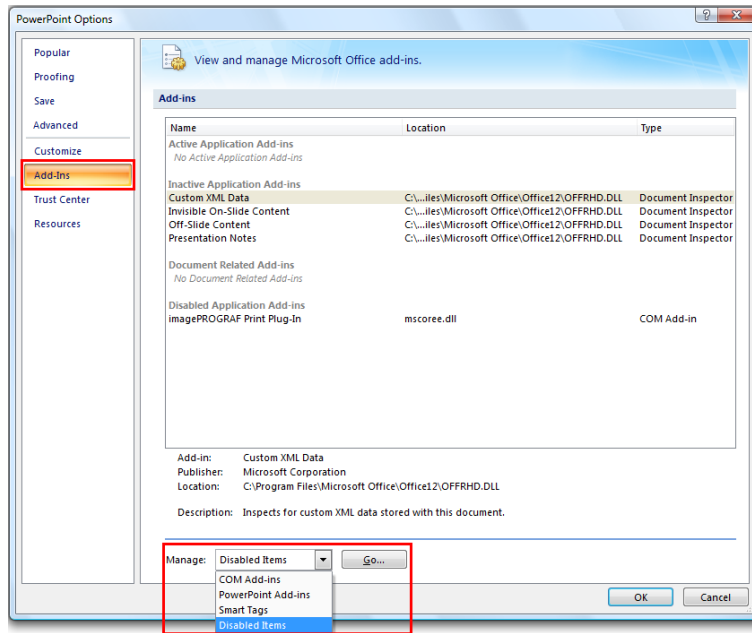 PowerPoint Options
Popular
Proofing
Save
Advanced
Customize
Add-Ins
Trust Center
Resources
View and manage Microsoft Office add-ins.
Add-ins
Name Location Type
Active Application Add-ins
No Active Application Add-ins
Inactive Application Add-ins
Custom XML Data C:\...iles\Microsoft Office\Office12\OFFRHD.DLL Document Inspector
Invisible On-Slide Content C:\...iles\Microsoft Office\Office12\OFFRHD.DLL Document Inspector
Off-Slide Content C:\...iles\Microsoft Office\Office12\OFFRHD.DLL Document Inspector
Presentation Notes C:\...iles\Microsoft Office\Office12\OFFRHD.DLL Document Inspector
Document Related Add-ins
No Document Related Add-ins
Disabled Application Add-ins
imagePROGRAF Print Plug-In mscoree.dll COM Add-in
Add-in: Custom XML Data
Publisher: Microsoft Corporation
Location: C:\Program Files\Microsoft Office\Office12\OFFRHD.DLL
Description: Inspects for custom XML data stored with this document.
Manage: Disabled Items Go...
COM Add-ins
PowerPoint Add-ins
Smart Tags
Disabled Items
OK Cancel